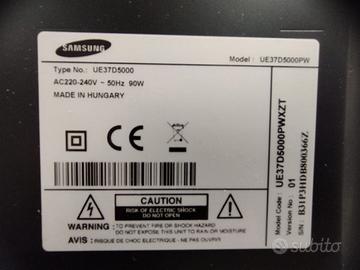 SAMSUNG
Model : UE37D5000PW
Type No.: UE37D5000
AC220-240V ~ 50Hz 90W
MADE IN HUNGARY
CE
CAUTION
RISK OF ELECTRIC SHOCK
DO NOT OPEN
WARNING : TO PREVENT FIRE OR SHOCK HAZARD
DO NOT USE THIS UNIT TO RAIN OR MOISTURE
AVIS : RISQUE DE CHOC ELECTRIQUE - NE PAS OUVRIR
Model Code : UE37D5000PWXZT
Version No : 01
S/N : B31P3HDB800366Z
subito